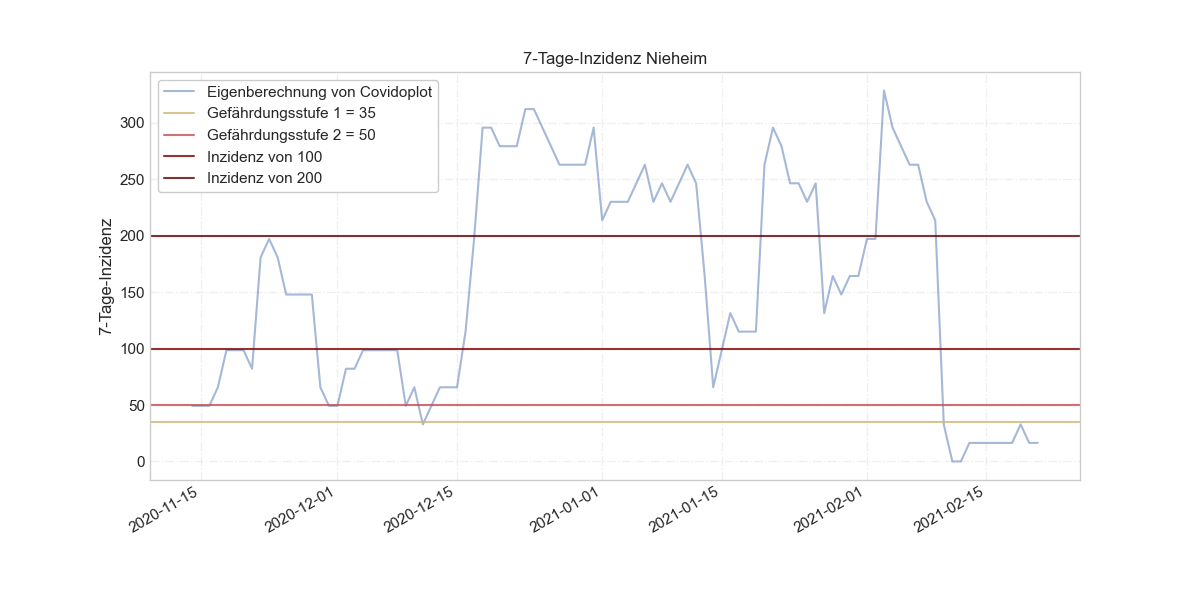 7-Tage-Inzidenz Nieheim
Eigenberechnung von Covidoplot
Gefährdungsstufe 1 = 35
Gefährdungsstufe 2 = 50
Inzidenz von 100
Inzidenz von 200
7-Tage-Inzidenz
300
250
200
150
100
50
0
2020-11-15
2020-12-01
2020-12-15
2021-01-01
2021-01-15
2021-02-01
2021-02-15